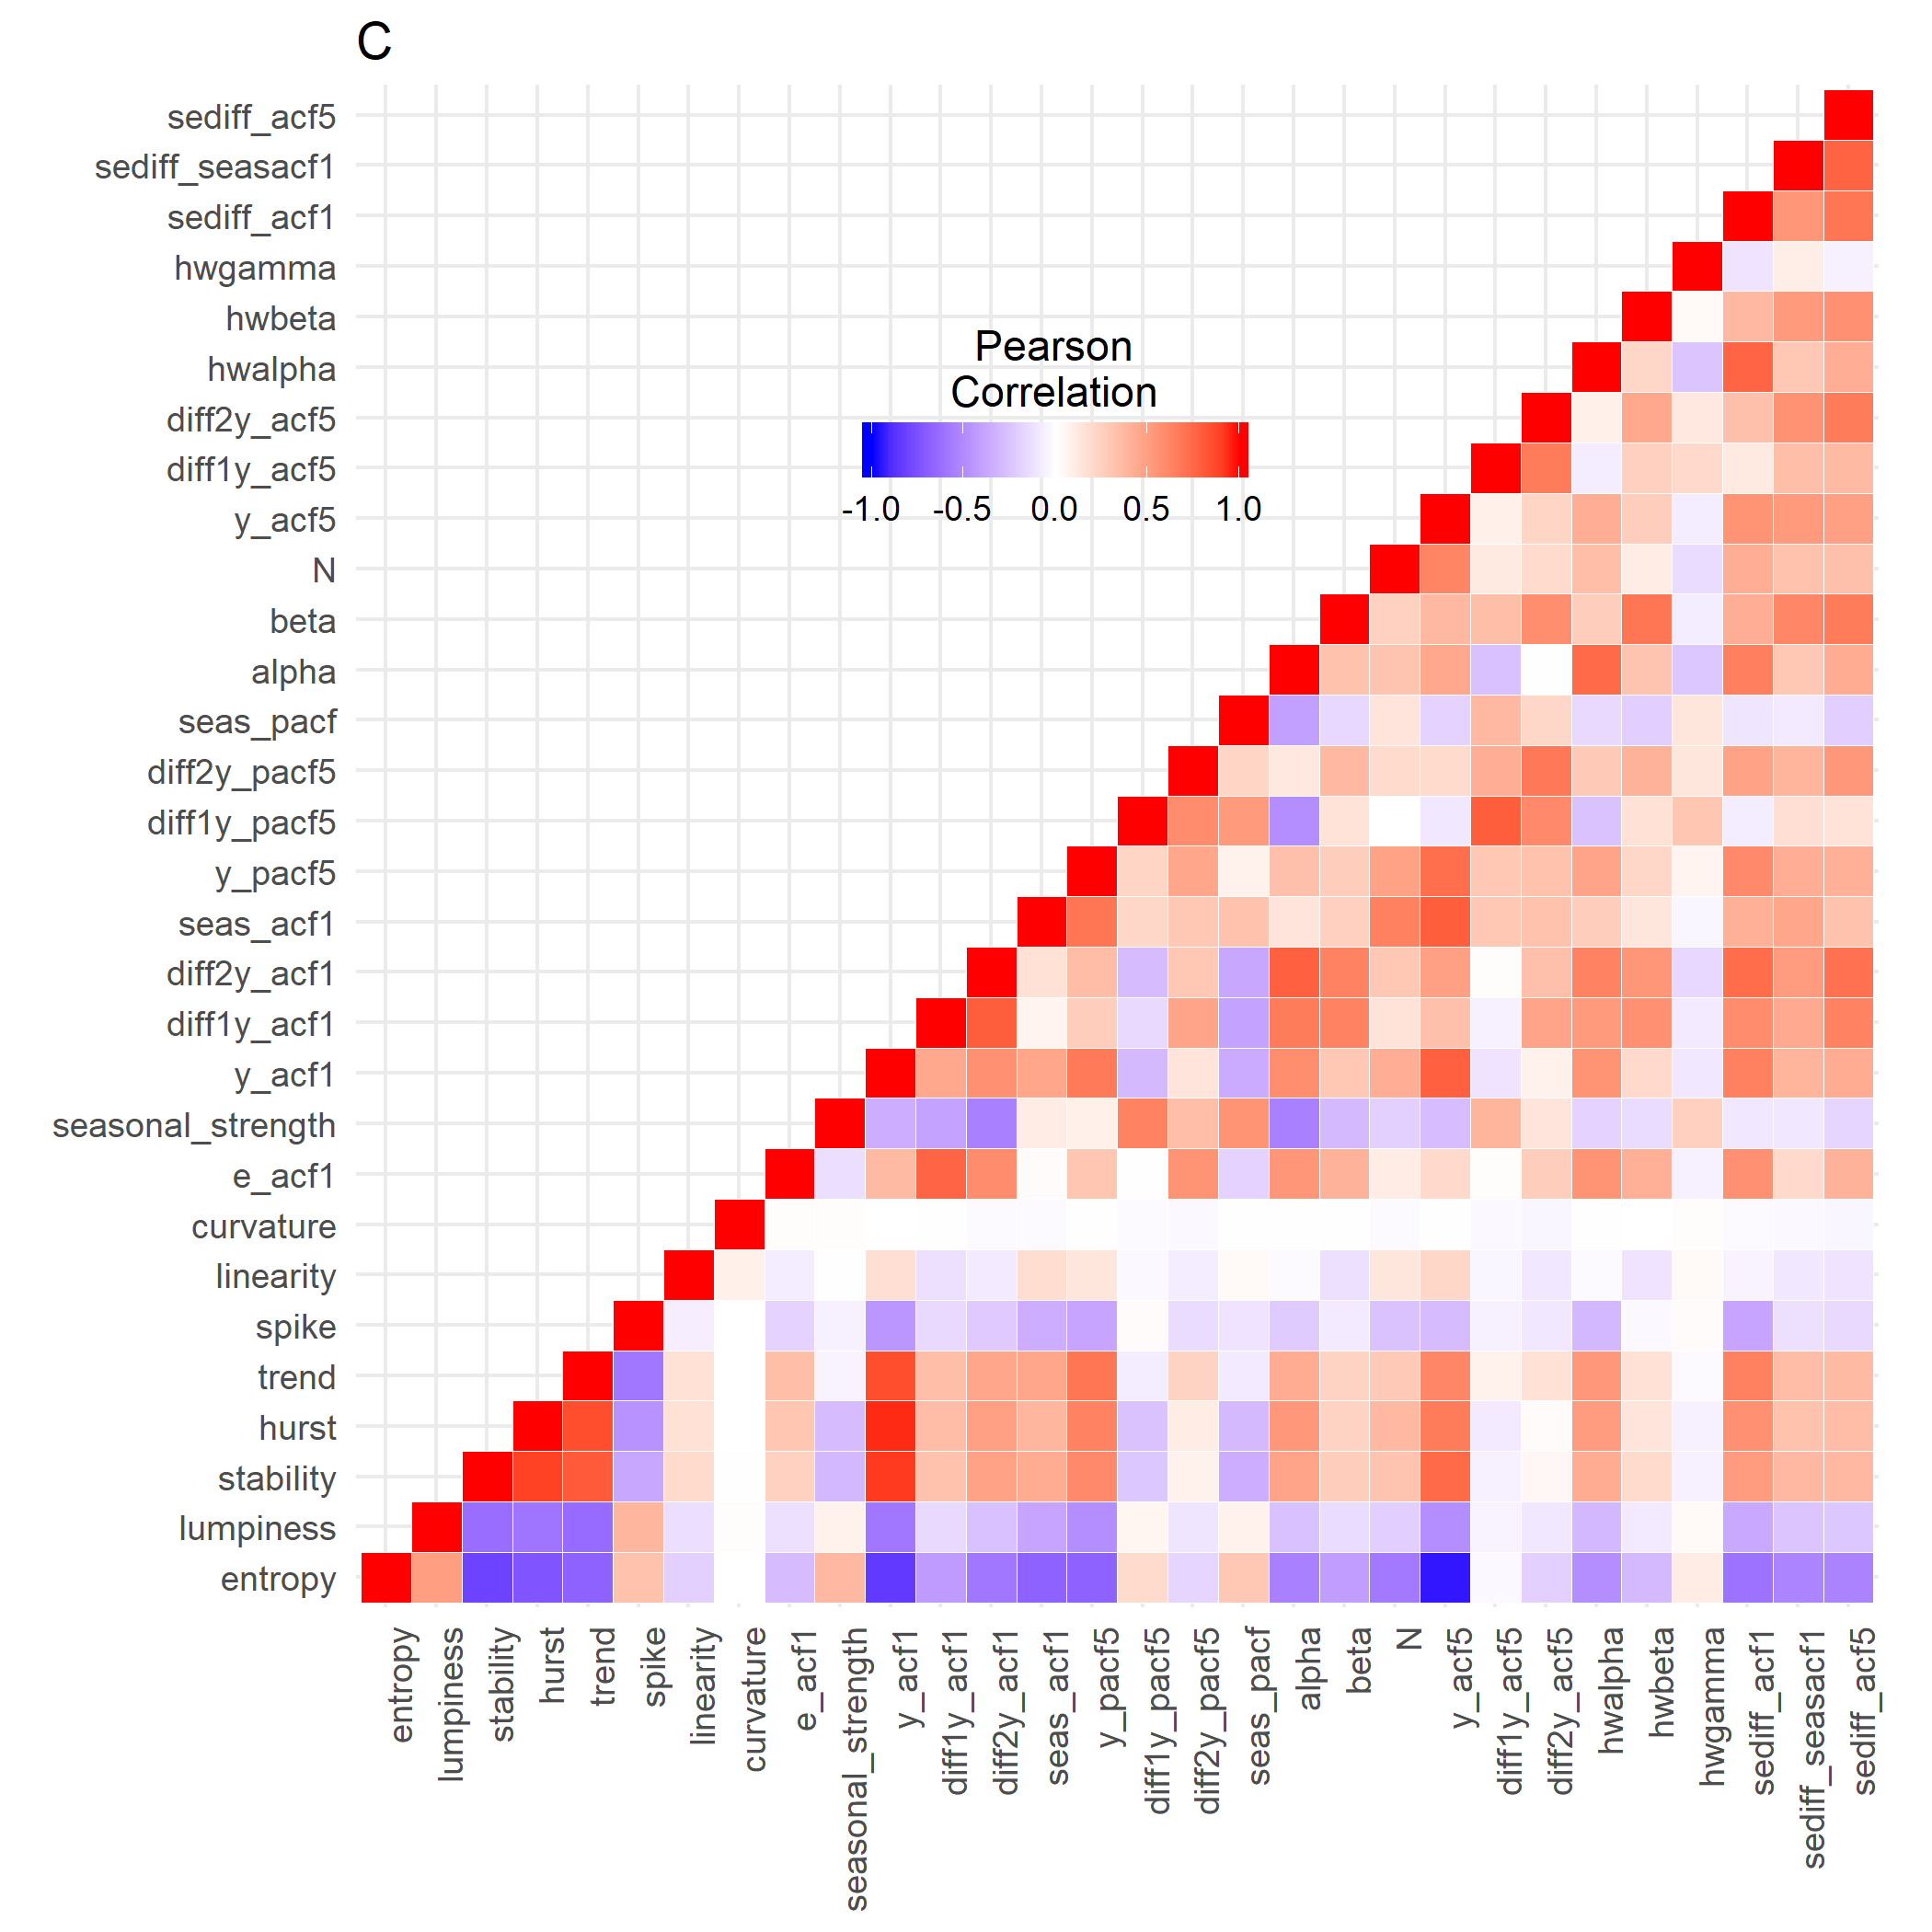 C
sediff_acf5
sediff_seasacf1
sediff_acf1
hwgamma
hwbeta
hwalpha
diff2y_acf5
diff1y_acf5
y_acf5
N
beta
alpha
seas_pacf
diff2y_pacf5
diff1y_pacf5
y_pacf5
seas_acf1
diff2y_acf1
diff1y_acf1
y_acf1
seasonal_strength
e_acf1
curvature
linearity
spike
trend
hurst
stability
lumpiness
entropy
Pearson
Correlation
-1.0 -0.5 0.0 0.5 1.0
entropy
lumpiness
stability
hurst
trend
spike
linearity
curvature
e_acf1
seasonal_strength
y_acf1
diff1y_acf1
diff2y_acf1
seas_acf1
y_pacf5
diff1y_pacf5
diff2y_pacf5
seas_pacf
alpha
beta
N
y_acf5
diff1y_acf5
diff2y_acf5
hwalpha
hwbeta
hwgamma
sediff_acf1
sediff_seasacf1
sediff_acf5